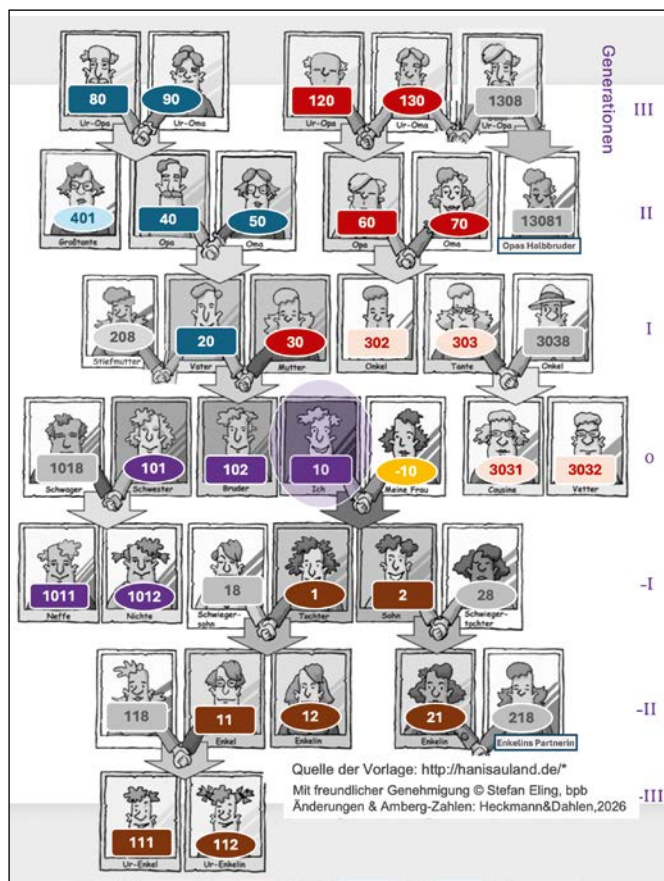 Generationen
80 90 120 130 1308
Ur-Opa Ur-Oma Ur-Opa Ur-Oma Ur-Opa
III
401 40 50 60 70 13081
Großtante Opa Oma Opa Oma Opas Halbbruder
II
208 20 30 302 303 3038
Stiefmutter Vater Mutter Onkel Tante Onkel
I
1018 101 102 10 -10 3031 3032
Schwager Schwester Bruder Ich Meine Frau Cousine Vetter
0
1011 1012 18 1 2 28
Neffe Nichte Schwieger-
sohn Tochter Sohn Schwieger-
tochter
-I
118 11 12 21 218
Enkel Enkelin Enkelin Enkelins Partnerin
-II
Quelle der Vorlage: http://hanisauland.de/*
Mit freundlicher Genehmigung © Stefan Eling, bpb
Änderungen & Amberg-Zahlen: Heckmann&Dahlen,2026
-III
111 112
Ur-Enkel Ur-Enkelin